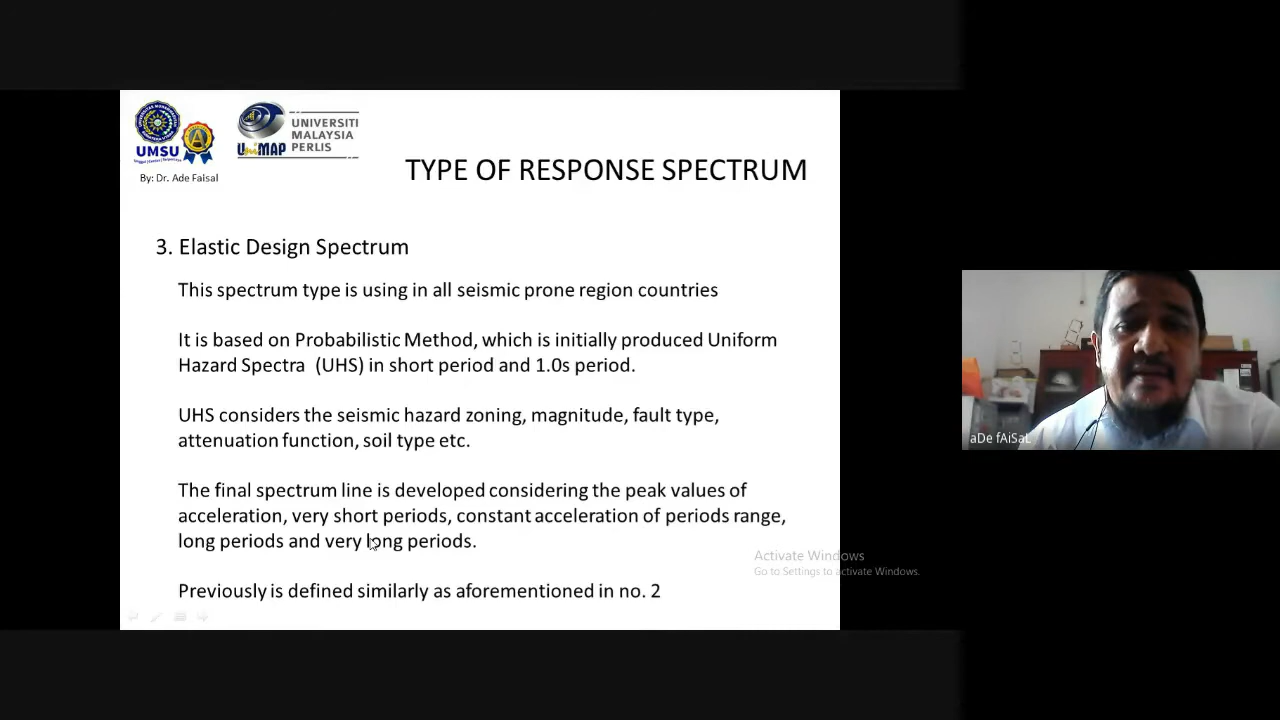 UMSU
A
By: Dr. Ade Faisal
UniMAP
UNIVERSITI
MALAYSIA
PERLIS
TYPE OF RESPONSE SPECTRUM
3. Elastic Design Spectrum
This spectrum type is using in all seismic prone region countries
It is based on Probabilistic Method, which is initially produced Uniform
Hazard Spectra (UHS) in short period and 1.0s period.
UHS considers the seismic hazard zoning, magnitude, fault type,
attenuation function, soil type etc.
The final spectrum line is developed considering the peak values of
acceleration, very short periods, constant acceleration of periods range,
long periods and very long periods.
Previously is defined similarly as aforementioned in no. 2
Activate Windows
Go to Settings to activate Windows.
aDe fAiSaL